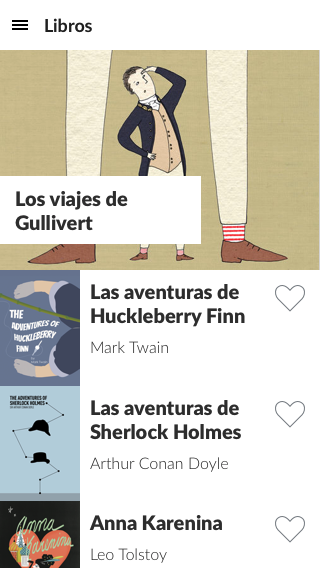 Libros
Los viajes de
Gullivert
THE
ADVENTURES OF
HUCKLEBERRY
FINN
Las aventuras de
Huckleberry Finn
Mark Twain
THE ADVENTURES OF
SHERLOCK HOLMES
Las aventuras de
Sherlock Holmes
Arthur Conan Doyle
Anna
Karenina
Anna Karenina
Leo Tolstoy